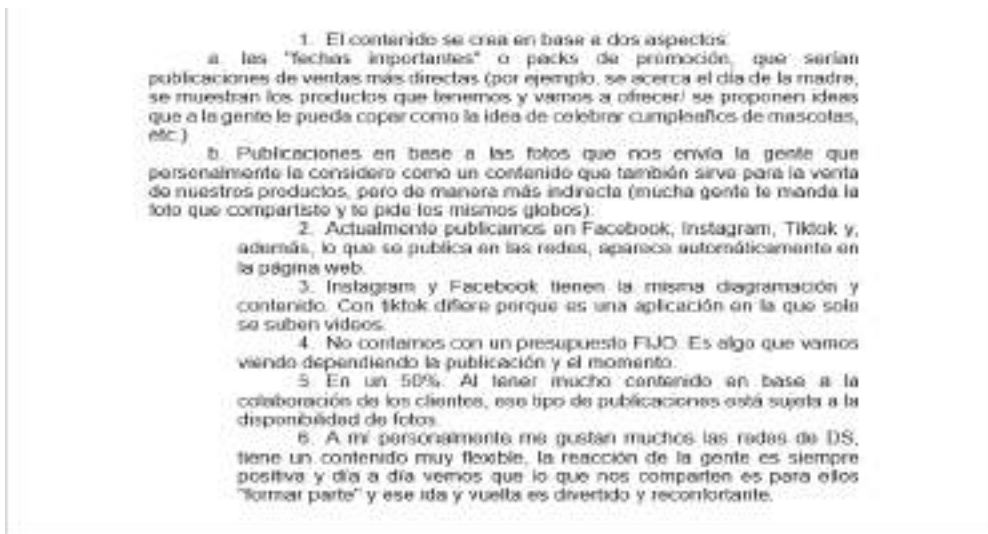 1. El contenido se crea en base a dos aspectos:
a. las "fechas importantes" o packs de promoción, que serían
publicaciones de ventas más directas (por ejemplo, se acerca el día de la madre,
se muestran los productos que tenemos y vamos a ofrecer/ se proponen ideas
que a la gente le pueda copar como la idea de celebrar cumpleaños de mascotas,
etc.)
b. Publicaciones en base a las fotos que nos envía la gente que
personalmente la considero como un contenido que también sirve para la venta
de nuestros productos, pero de manera más indirecta (mucha gente te manda la
foto que compartiste y te pide los mismos globos).
2. Actualmente publicamos en Facebook, Instagram, Tiktok y,
además, lo que se publica en las redes, aparece automáticamente en
la página web.
3. Instagram y Facebook tienen la misma diagramación y
contenido. Con tiktok difiere porque es una aplicación en la que solo
se suben videos.
4. No contamos con un presupuesto FIJO. Es algo que vamos
viendo dependiendo la publicación y el momento.
5. En un 50%. Al tener mucho contenido en base a la
colaboración de los clientes, ese tipo de publicaciones está sujeta a la
disponibilidad de fotos.
6. A mí personalmente me gustan muchos las redes de DS,
tiene un contenido muy flexible, la reacción de la gente es siempre
positiva y día a día vemos que lo que nos comparten es para ellos
"formar parte" y ese ida y vuelta es divertido y reconfortante.